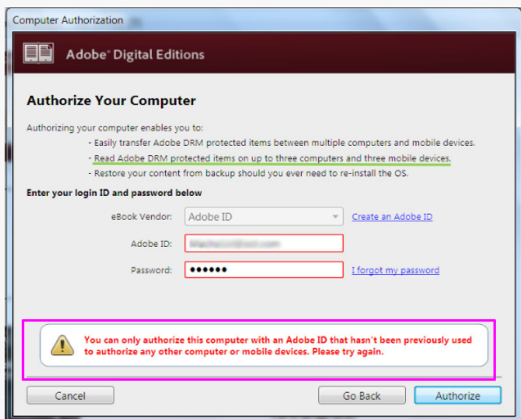 Computer Authorization
Adobe® Digital Editions
Authorize Your Computer
Authorizing your computer enables you to:
- Easily transfer Adobe DRM protected items between multiple computers and mobile devices.
- Read Adobe DRM protected items on up to three computers and three mobile devices.
- Restore your content from backup should you ever need to re-install the OS.
Enter your login ID and password below
eBook Vendor: Adobe ID Create an Adobe ID
Adobe ID:
Password: ●●●●●● I forgot my password
You can only authorize this computer with an Adobe ID that hasn't been previously used
to authorize any other computer or mobile devices. Please try again.
Cancel Go Back Authorize